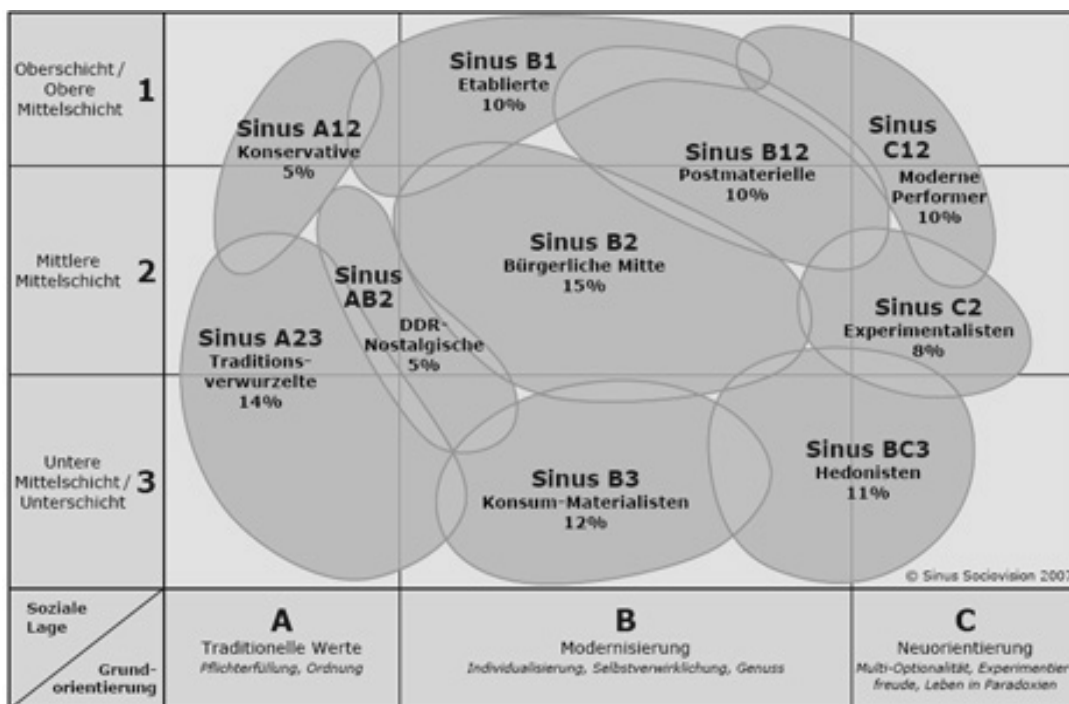 Oberschicht /
Obere
Mittelschicht
1
Sinus B1
Etablierte
10%
Sinus A12
Konservative
5%
Sinus B12
Postmaterielle
10%
Sinus
C12
Moderne
Performer
10%
Mittlere
Mittelschicht
2
Sinus B2
Bürgerliche Mitte
15%
Sinus
AB2
DDR-
Nostalgische
5%
Sinus A23
Traditions-
verwurzelte
14%
Sinus C2
Experimentalisten
8%
Untere
Mittelschicht /
Unterschicht
3
Sinus B3
Konsum-Materialisten
12%
Sinus BC3
Hedonisten
11%
© Sinus Sociovision 2007
Soziale
Lage
Grund-
orientierung
A
Traditionelle Werte
Pflichterfüllung, Ordnung
B
Modernisierung
Individualisierung, Selbstverwirklichung, Genuss
C
Neuorientierung
Multi-Optionalität, Experimentier-
freude, Leben in Paradoxien